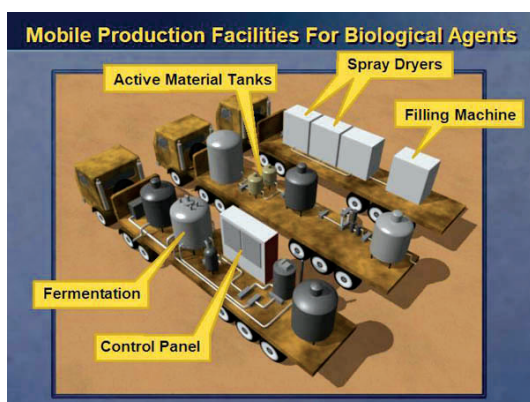 Mobile Production Facilities For Biological Agents
Spray Dryers
Active Material Tanks
Filling Machine
Fermentation
Control Panel